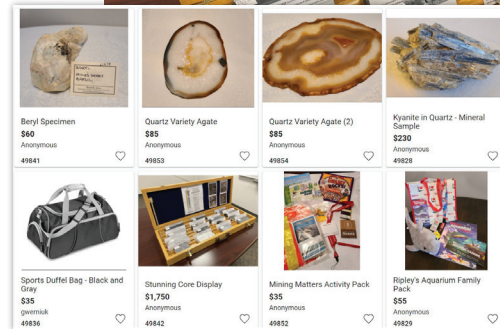 Beryl Specimen
$60
Anonymous
49841
Quartz Variety Agate
$85
Anonymous
49853
Quartz Variety Agate (2)
$85
Anonymous
49854
Kyanite in Quartz - Mineral
Sample
$230
Anonymous
49828
Sports Duffel Bag - Black and
Gray
$35
gwerniuk
49836
Stunning Core Display
$1,750
Anonymous
49842
Mining Matters Activity Pack
$35
Anonymous
49852
Ripley's Aquarium Family
Pack
$55
Anonymous
49829